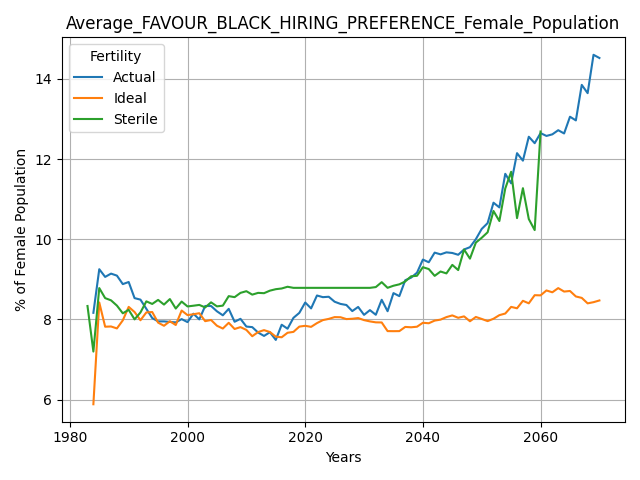 Average_FAVOUR_BLACK_HIRING_PREFERENCE_Female_Population
Fertility
Actual
Ideal
Sterile
% of Female Population
14
12
10
8
6
1980 2000 2020 2040 2060
Years